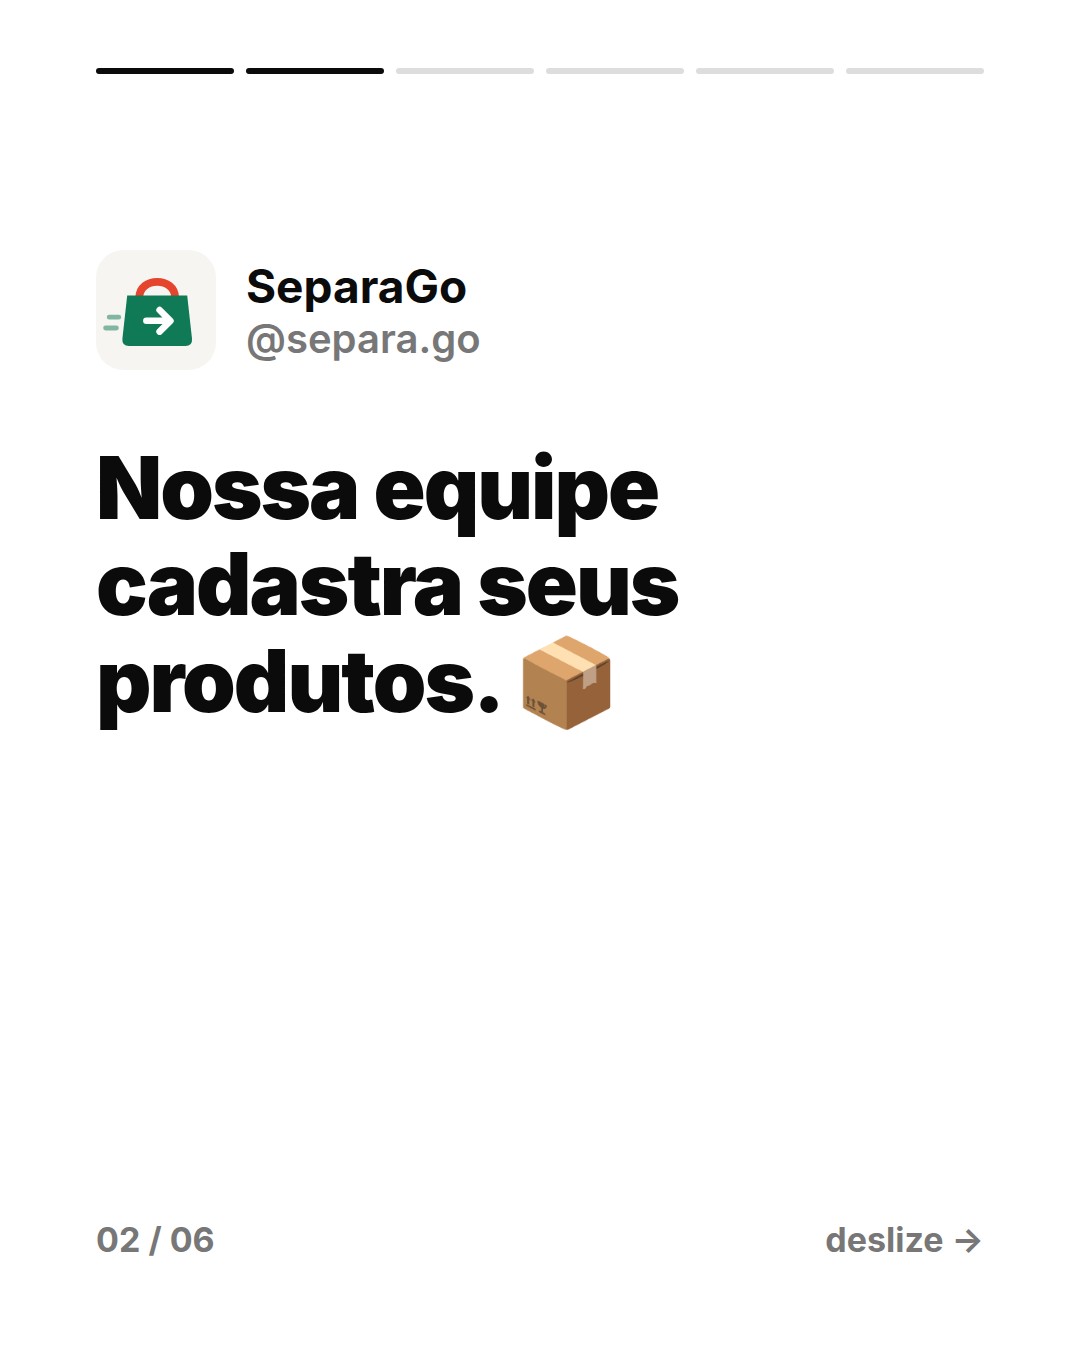 SeparaGo
@separa.go
Nossa equipe
cadastra seus
produtos. 📦
02 / 06
deslize →